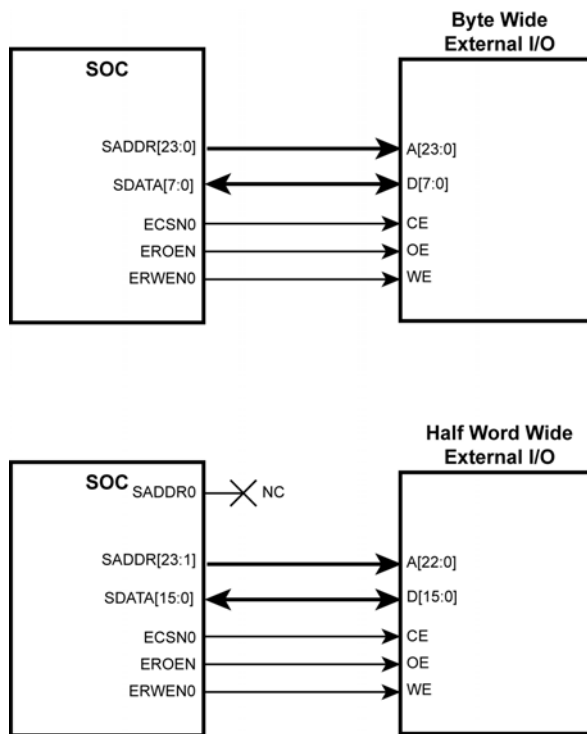 Byte Wide
External I/O
SOC
SADDR[23:0]
A[23:0]
SDATA[7:0]
D[7:0]
ECSN0
CE
EROEN
OE
ERWEN0
WE
Half Word Wide
External I/O
SOC
SADDR0
NC
SADDR[23:1]
A[22:0]
SDATA[15:0]
D[15:0]
ECSN0
CE
EROEN
OE
ERWEN0
WE